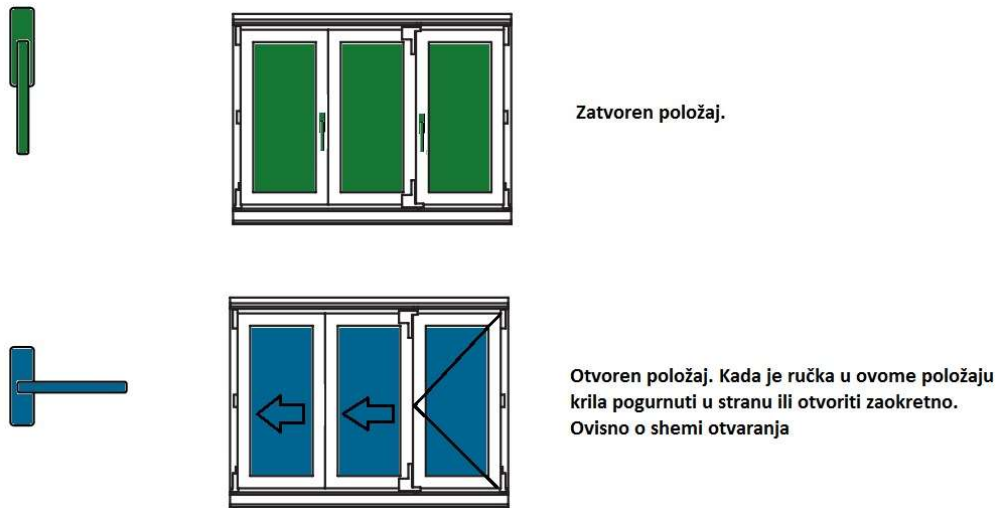 Zatvoren položaj.
Otvoren položaj. Kada je ručka u ovome položaju
krila pogurnuti u stranu ili otvoriti zaokretno.
Ovisno o shemi otvaranja